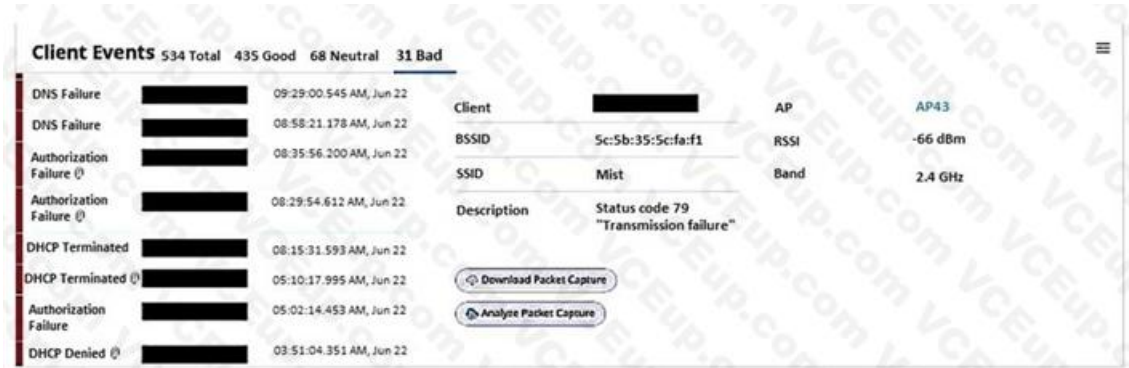 Client Events 534 Total 435 Good 68 Neutral 31 Bad
DNS Failure 09:29:00.545 AM, Jun 22
DNS Failure 08:58:21.178 AM, Jun 22
Authorization
Failure 08:35:56.200 AM, Jun 22
Authorization
Failure 08:29:54.612 AM, Jun 22
DHCP Terminated 08:15:31.593 AM, Jun 22
DHCP Terminated 05:10:17.995 AM, Jun 22
Authorization
Failure 05:02:14.453 AM, Jun 22
DHCP Denied 03:51:04.351 AM, Jun 22
Client AP AP43
BSSID 5c:5b:35:5c:fa:f1 RSSI -66 dBm
SSID Mist Band 2.4 GHz
Description Status code 79
"Transmission failure"
Download Packet Capture
Analyze Packet Capture
VCEup.com